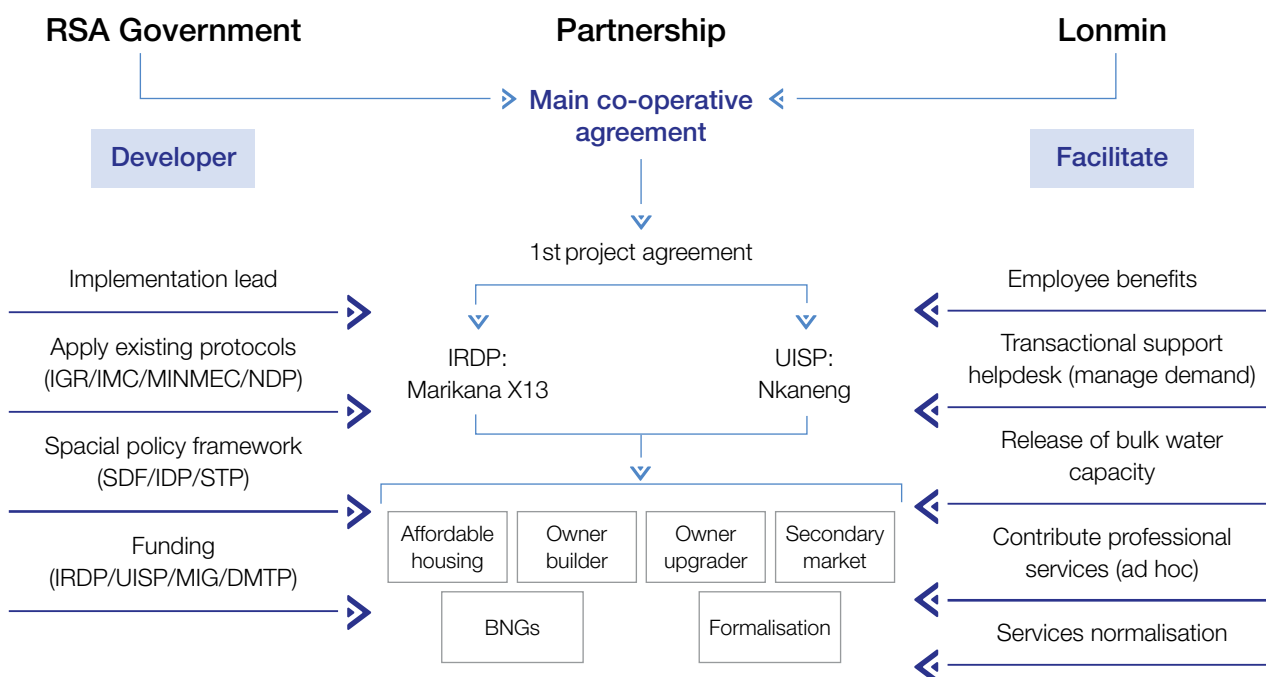 RSA Government
Partnership
Lonmin
Main co-operative
agreement
Developer
Facilitate
1st project agreement
Implementation lead
Apply existing protocols
(IGR/IMC/MINMEC/NDP)
Spacial policy framework
(SDF/IDP/STP)
Funding
(IRDP/UISP/MIG/DMTP)
IRDP:
Marikana X13
UISP:
Nkaneng
Affordable
housing
Owner
builder
Owner
upgrader
Secondary
market
BNGs
Formalisation
Employee benefits
Transactional support
helpdesk (manage demand)
Release of bulk water
capacity
Contribute professional
services (ad hoc)
Services normalisation